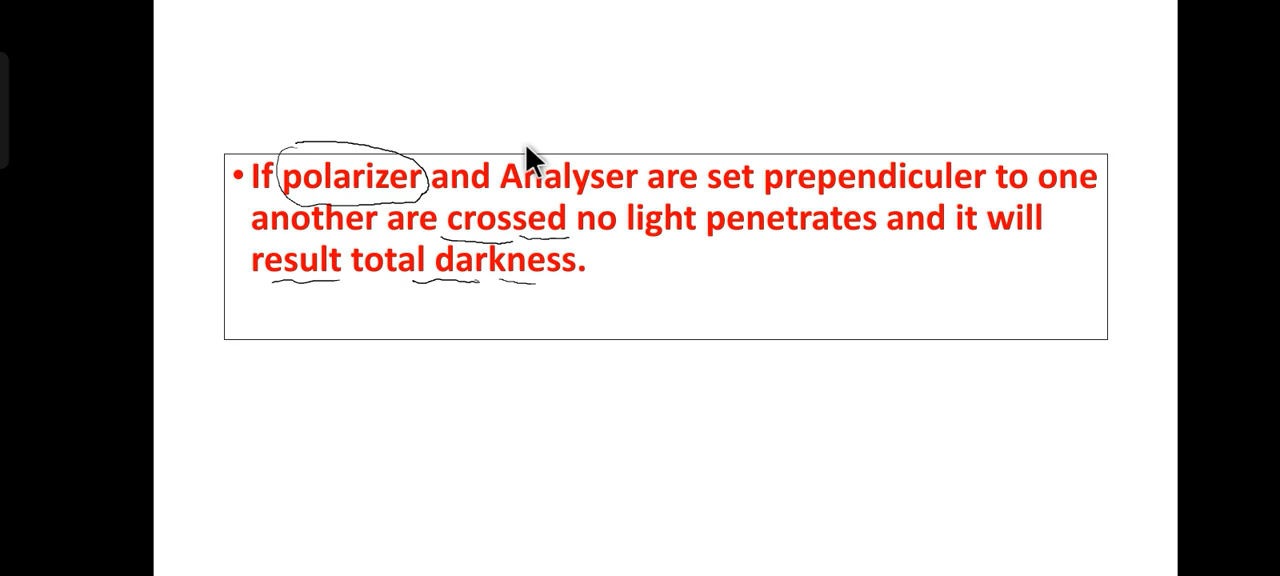 • If polarizer and Analyser are set prependiculer to one
another are crossed no light penetrates and it will
result total darkness.